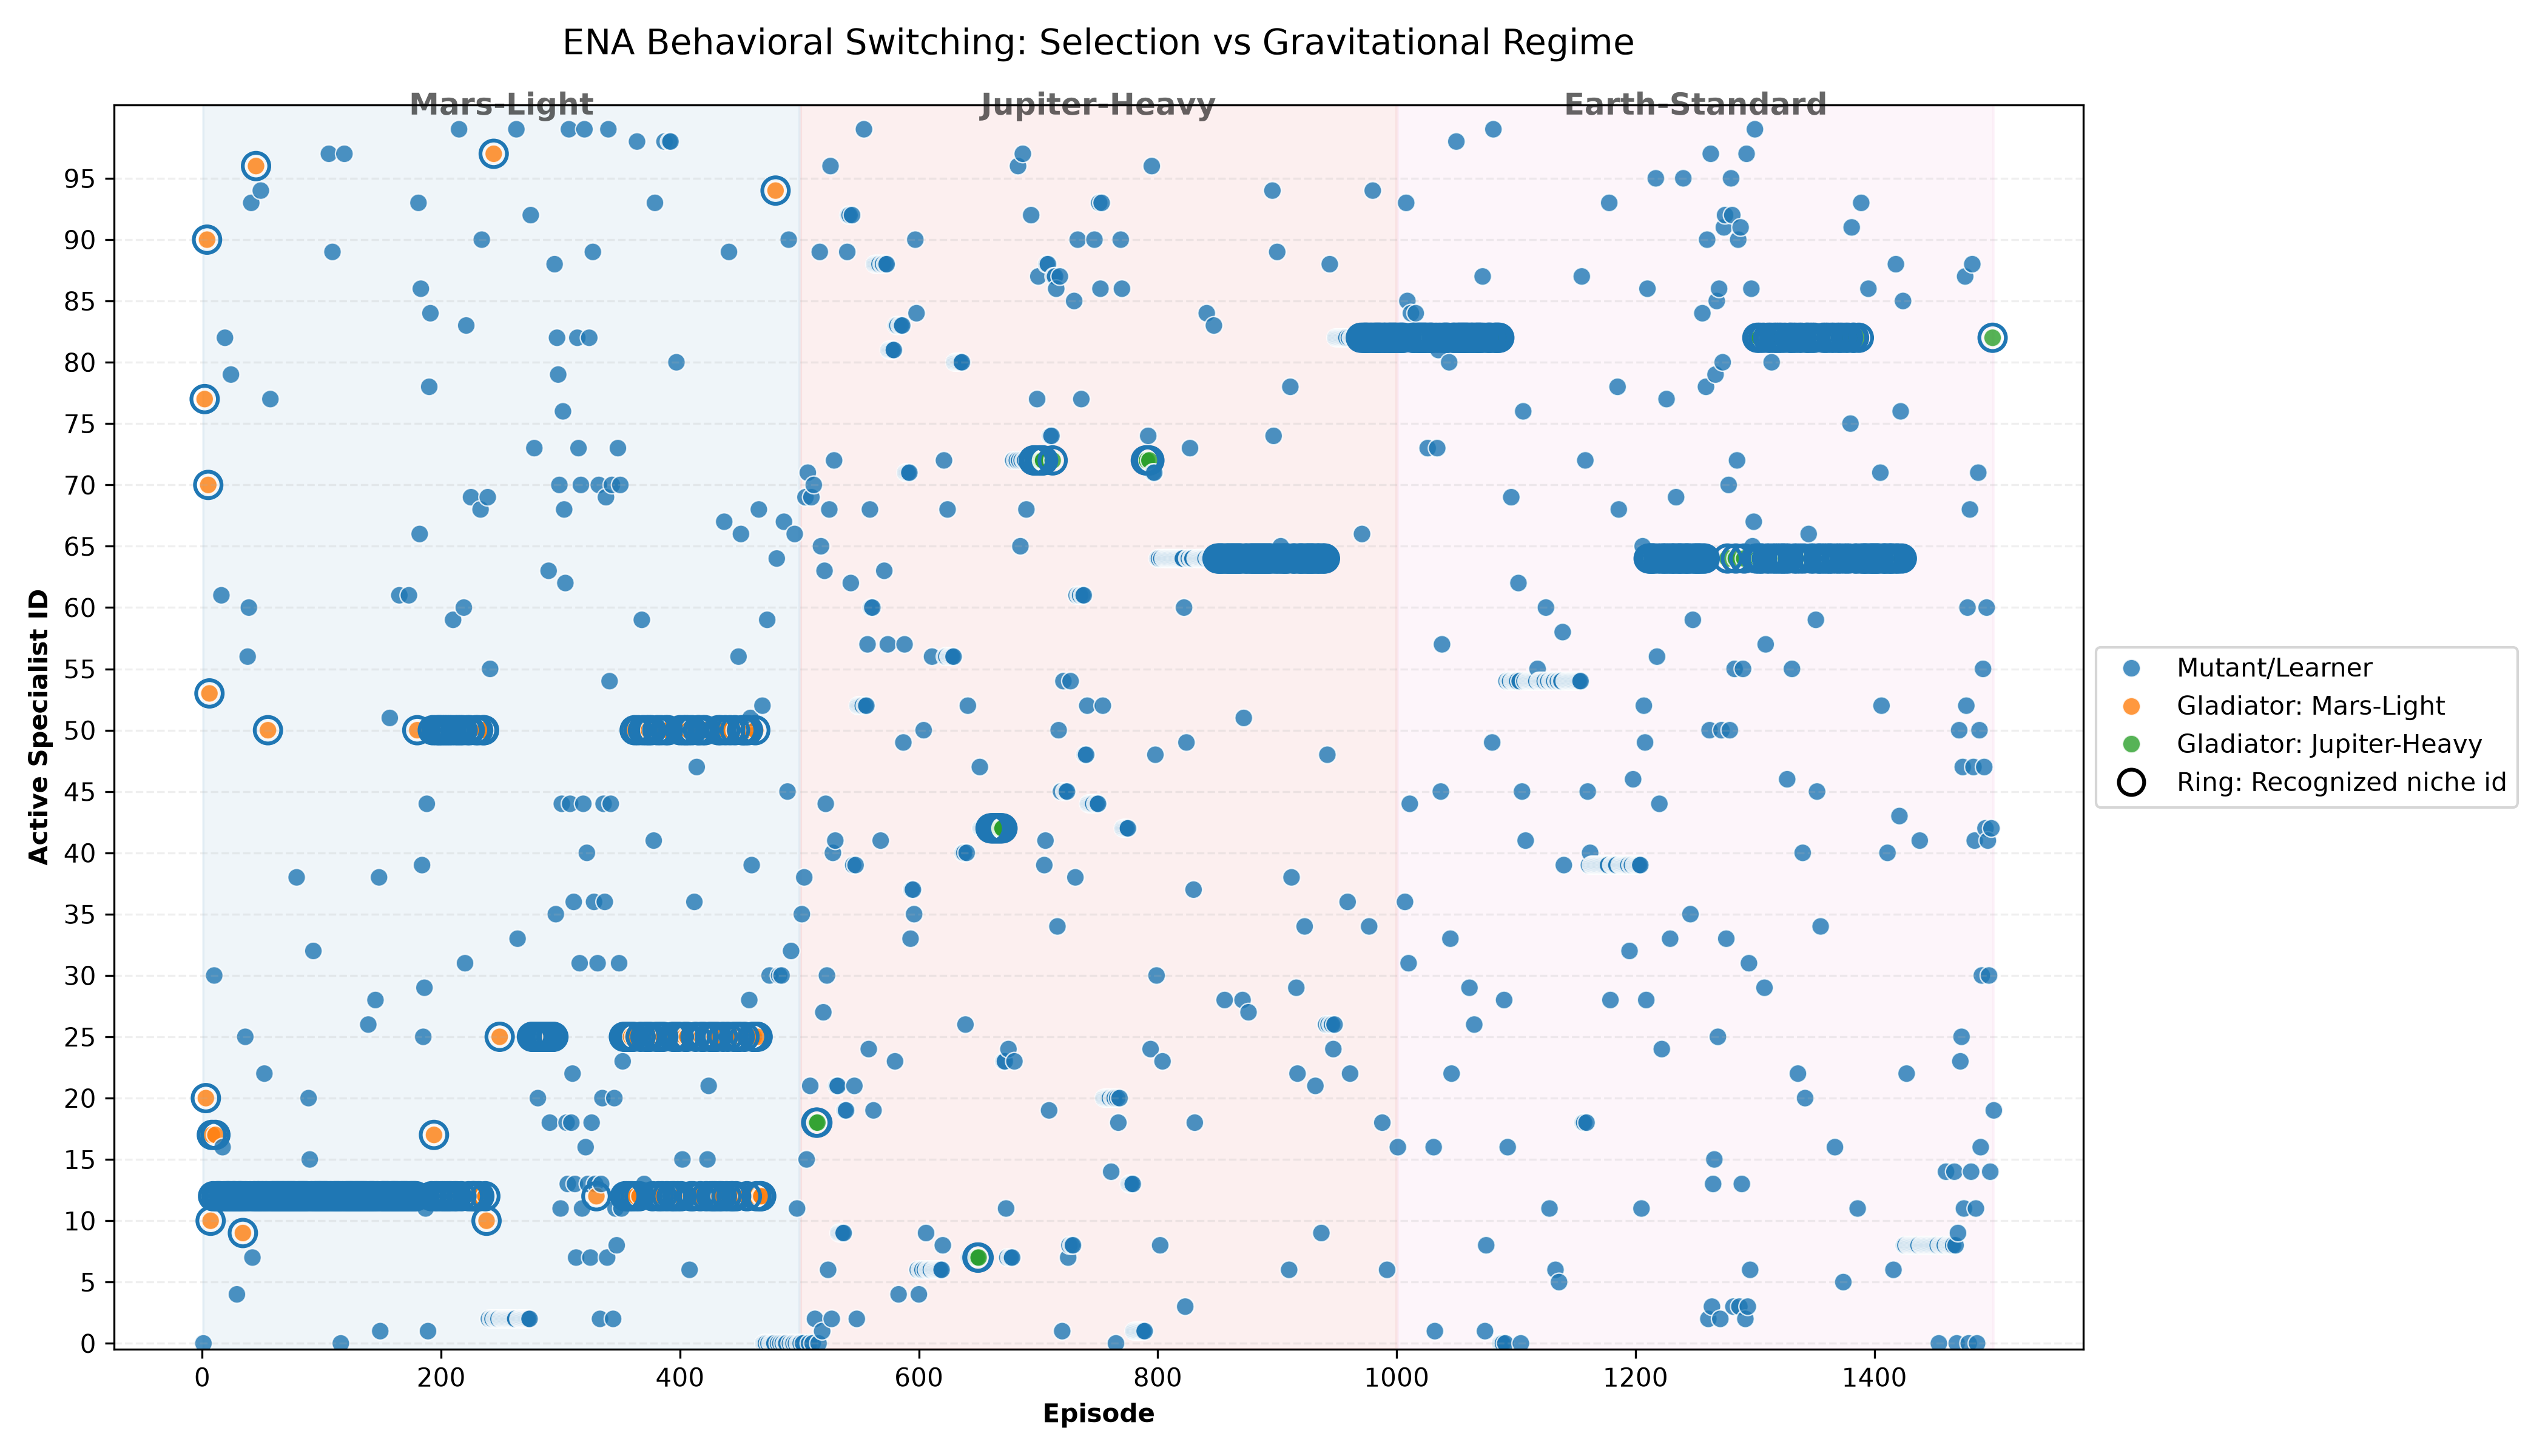 ENA Behavioral Switching: Selection vs Gravitational Regime
Mars-Light
Jupiter-Heavy
Earth-Standard
Active Specialist ID
95
90
85
80
75
70
65
60
55
50
45
40
35
30
25
20
15
10
5
0
0 200 400 600 800 1000 1200 1400
Episode
Mutant/Learner
Gladiator: Mars-Light
Gladiator: Jupiter-Heavy
Ring: Recognized niche id